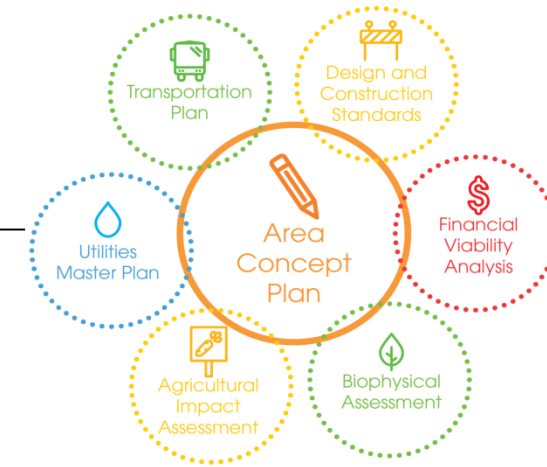 Transportation
Plan
Design and
Construction
Standards
Utilities
Master Plan
Area
Concept
Plan
Financial
Viability
Analysis
Agricultural
Impact
Assessment
Biophysical
Assessment